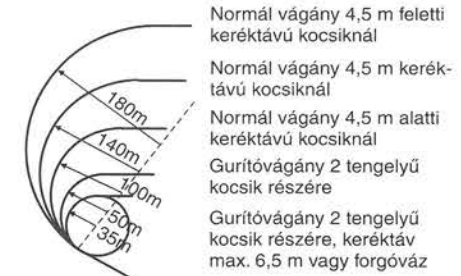 Normál vágány 4,5 m feletti
keréktávú kocsiknál
Normál vágány 4,5 m kerék-
távú kocsiknál
Normál vágány 4,5 m alatti
keréktávú kocsiknál
Gurítóvágány 2 tengelyű
kocsik részére
Gurítóvágány 2 tengelyű
kocsik részére, keréktáv
max. 6,5 m vagy forgóváz
180m
140m
100m
50m
35m